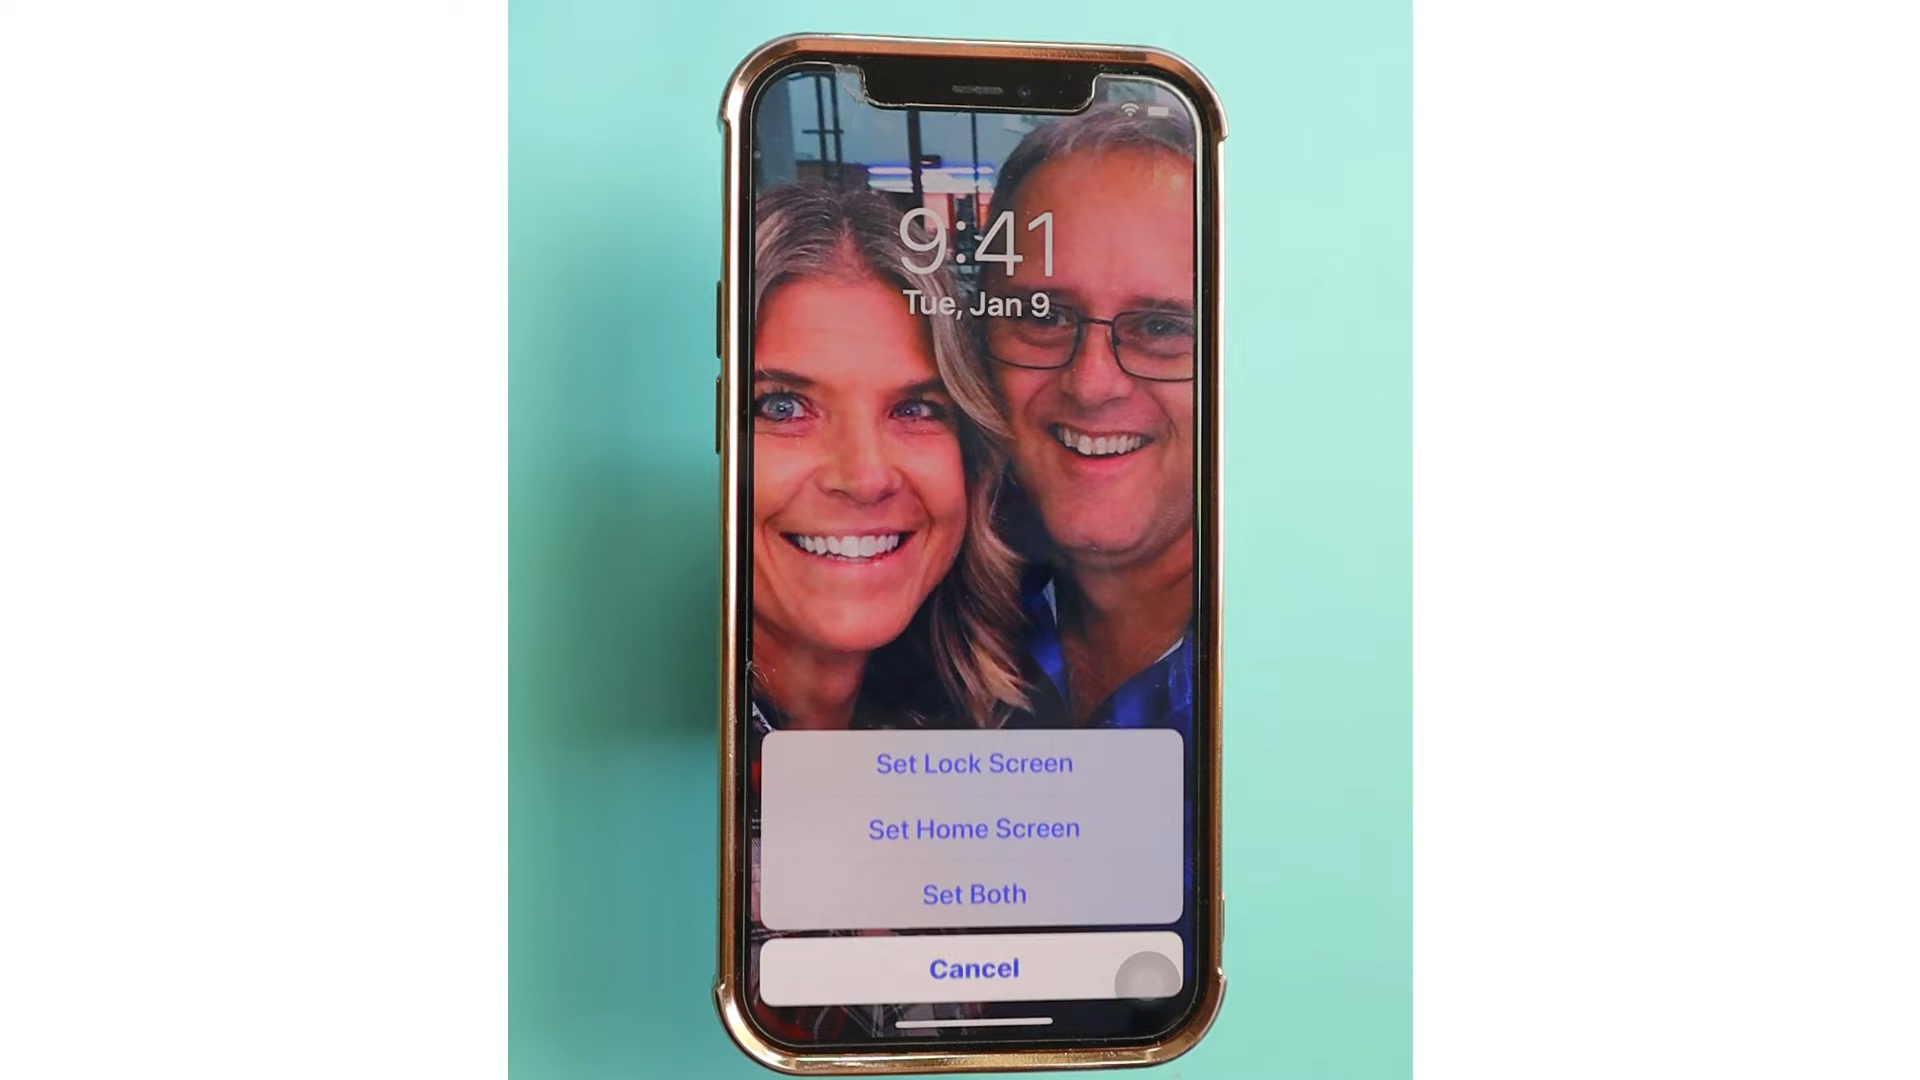 9:41
Tue, Jan 9
Set Lock Screen
Set Home Screen
Set Both
Cancel